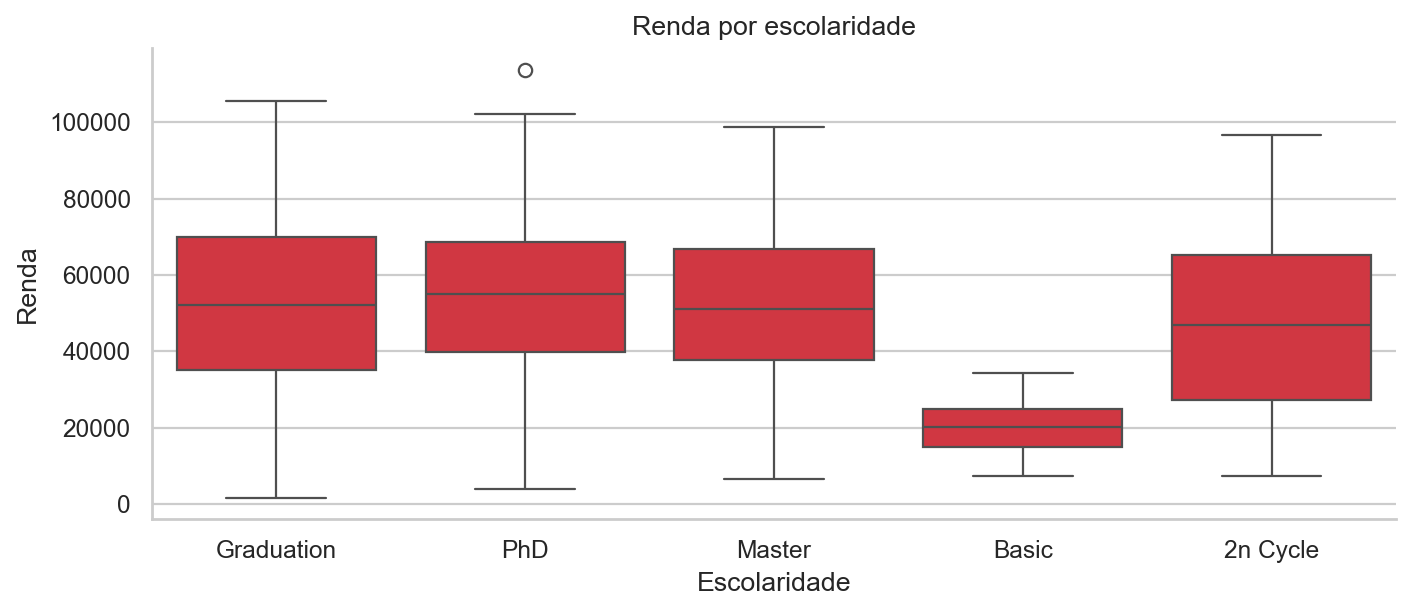 Renda por escolaridade
Renda
100000
80000
60000
40000
20000
0
Graduation
PhD
Master
Basic
2n Cycle
Escolaridade